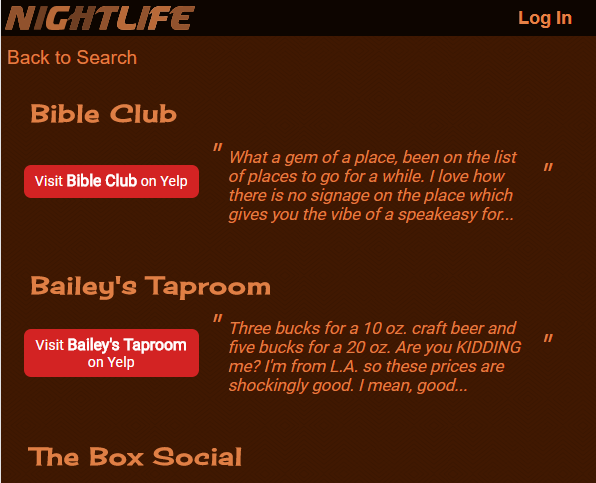 NIGHTLIFE
Log In
Back to Search
Bible Club
Visit Bible Club on Yelp
" What a gem of a place, been on the list
of places to go for a while. I love how
there is no signage on the place which
gives you the vibe of a speakeasy for... "
Bailey's Taproom
Visit Bailey's Taproom
on Yelp
" Three bucks for a 10 oz. craft beer and
five bucks for a 20 oz. Are you KIDDING
me? I'm from L.A. so these prices are
shockingly good. I mean, good... "
The Box Social